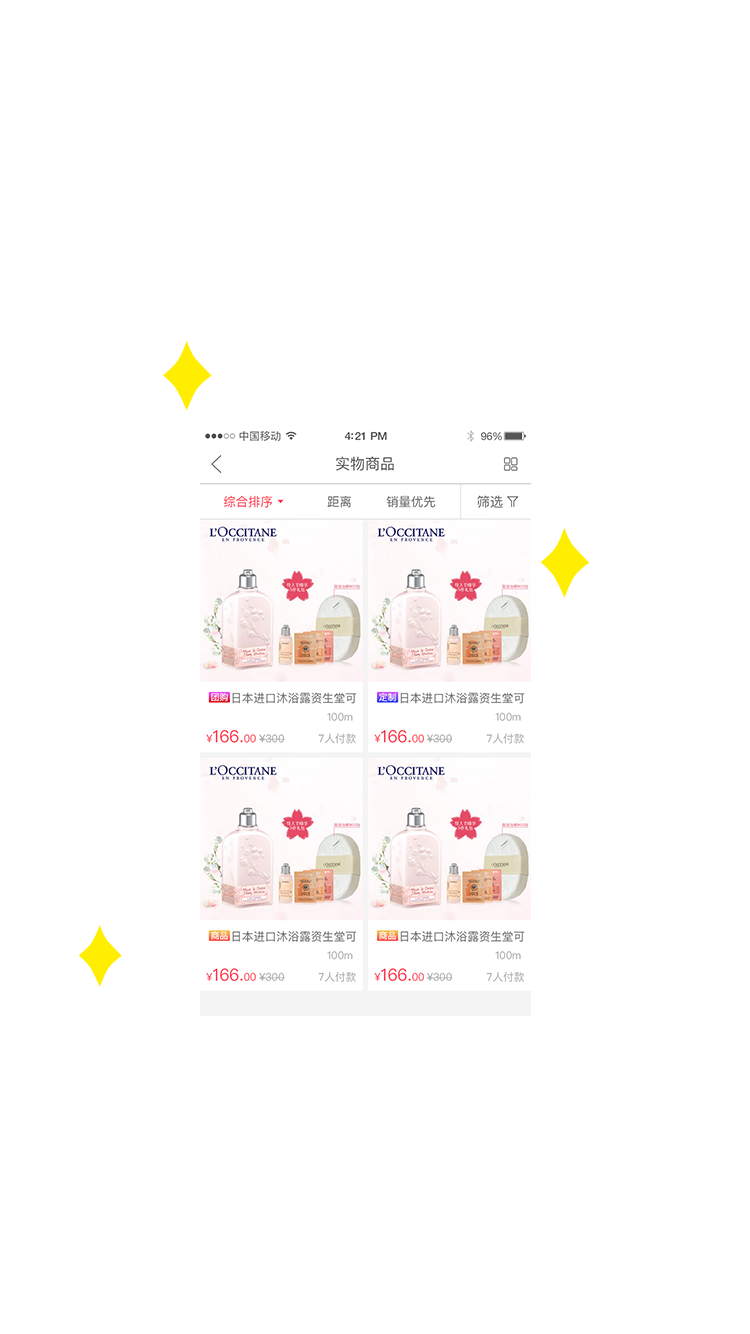 中国移动 4:21 PM 96%
实物商品
综合排序 距离 销量优先 筛选
L'OCCITANE
EN PROVENCE
团购 日本进口沐浴露资生堂可
100m
¥166.00 ¥300 7人付款
L'OCCITANE
EN PROVENCE
定制 日本进口沐浴露资生堂可
100m
¥166.00 ¥300 7人付款
L'OCCITANE
EN PROVENCE
商品 日本进口沐浴露资生堂可
100m
¥166.00 ¥300 7人付款
L'OCCITANE
EN PROVENCE
商品 日本进口沐浴露资生堂可
100m
¥166.00 ¥300 7人付款